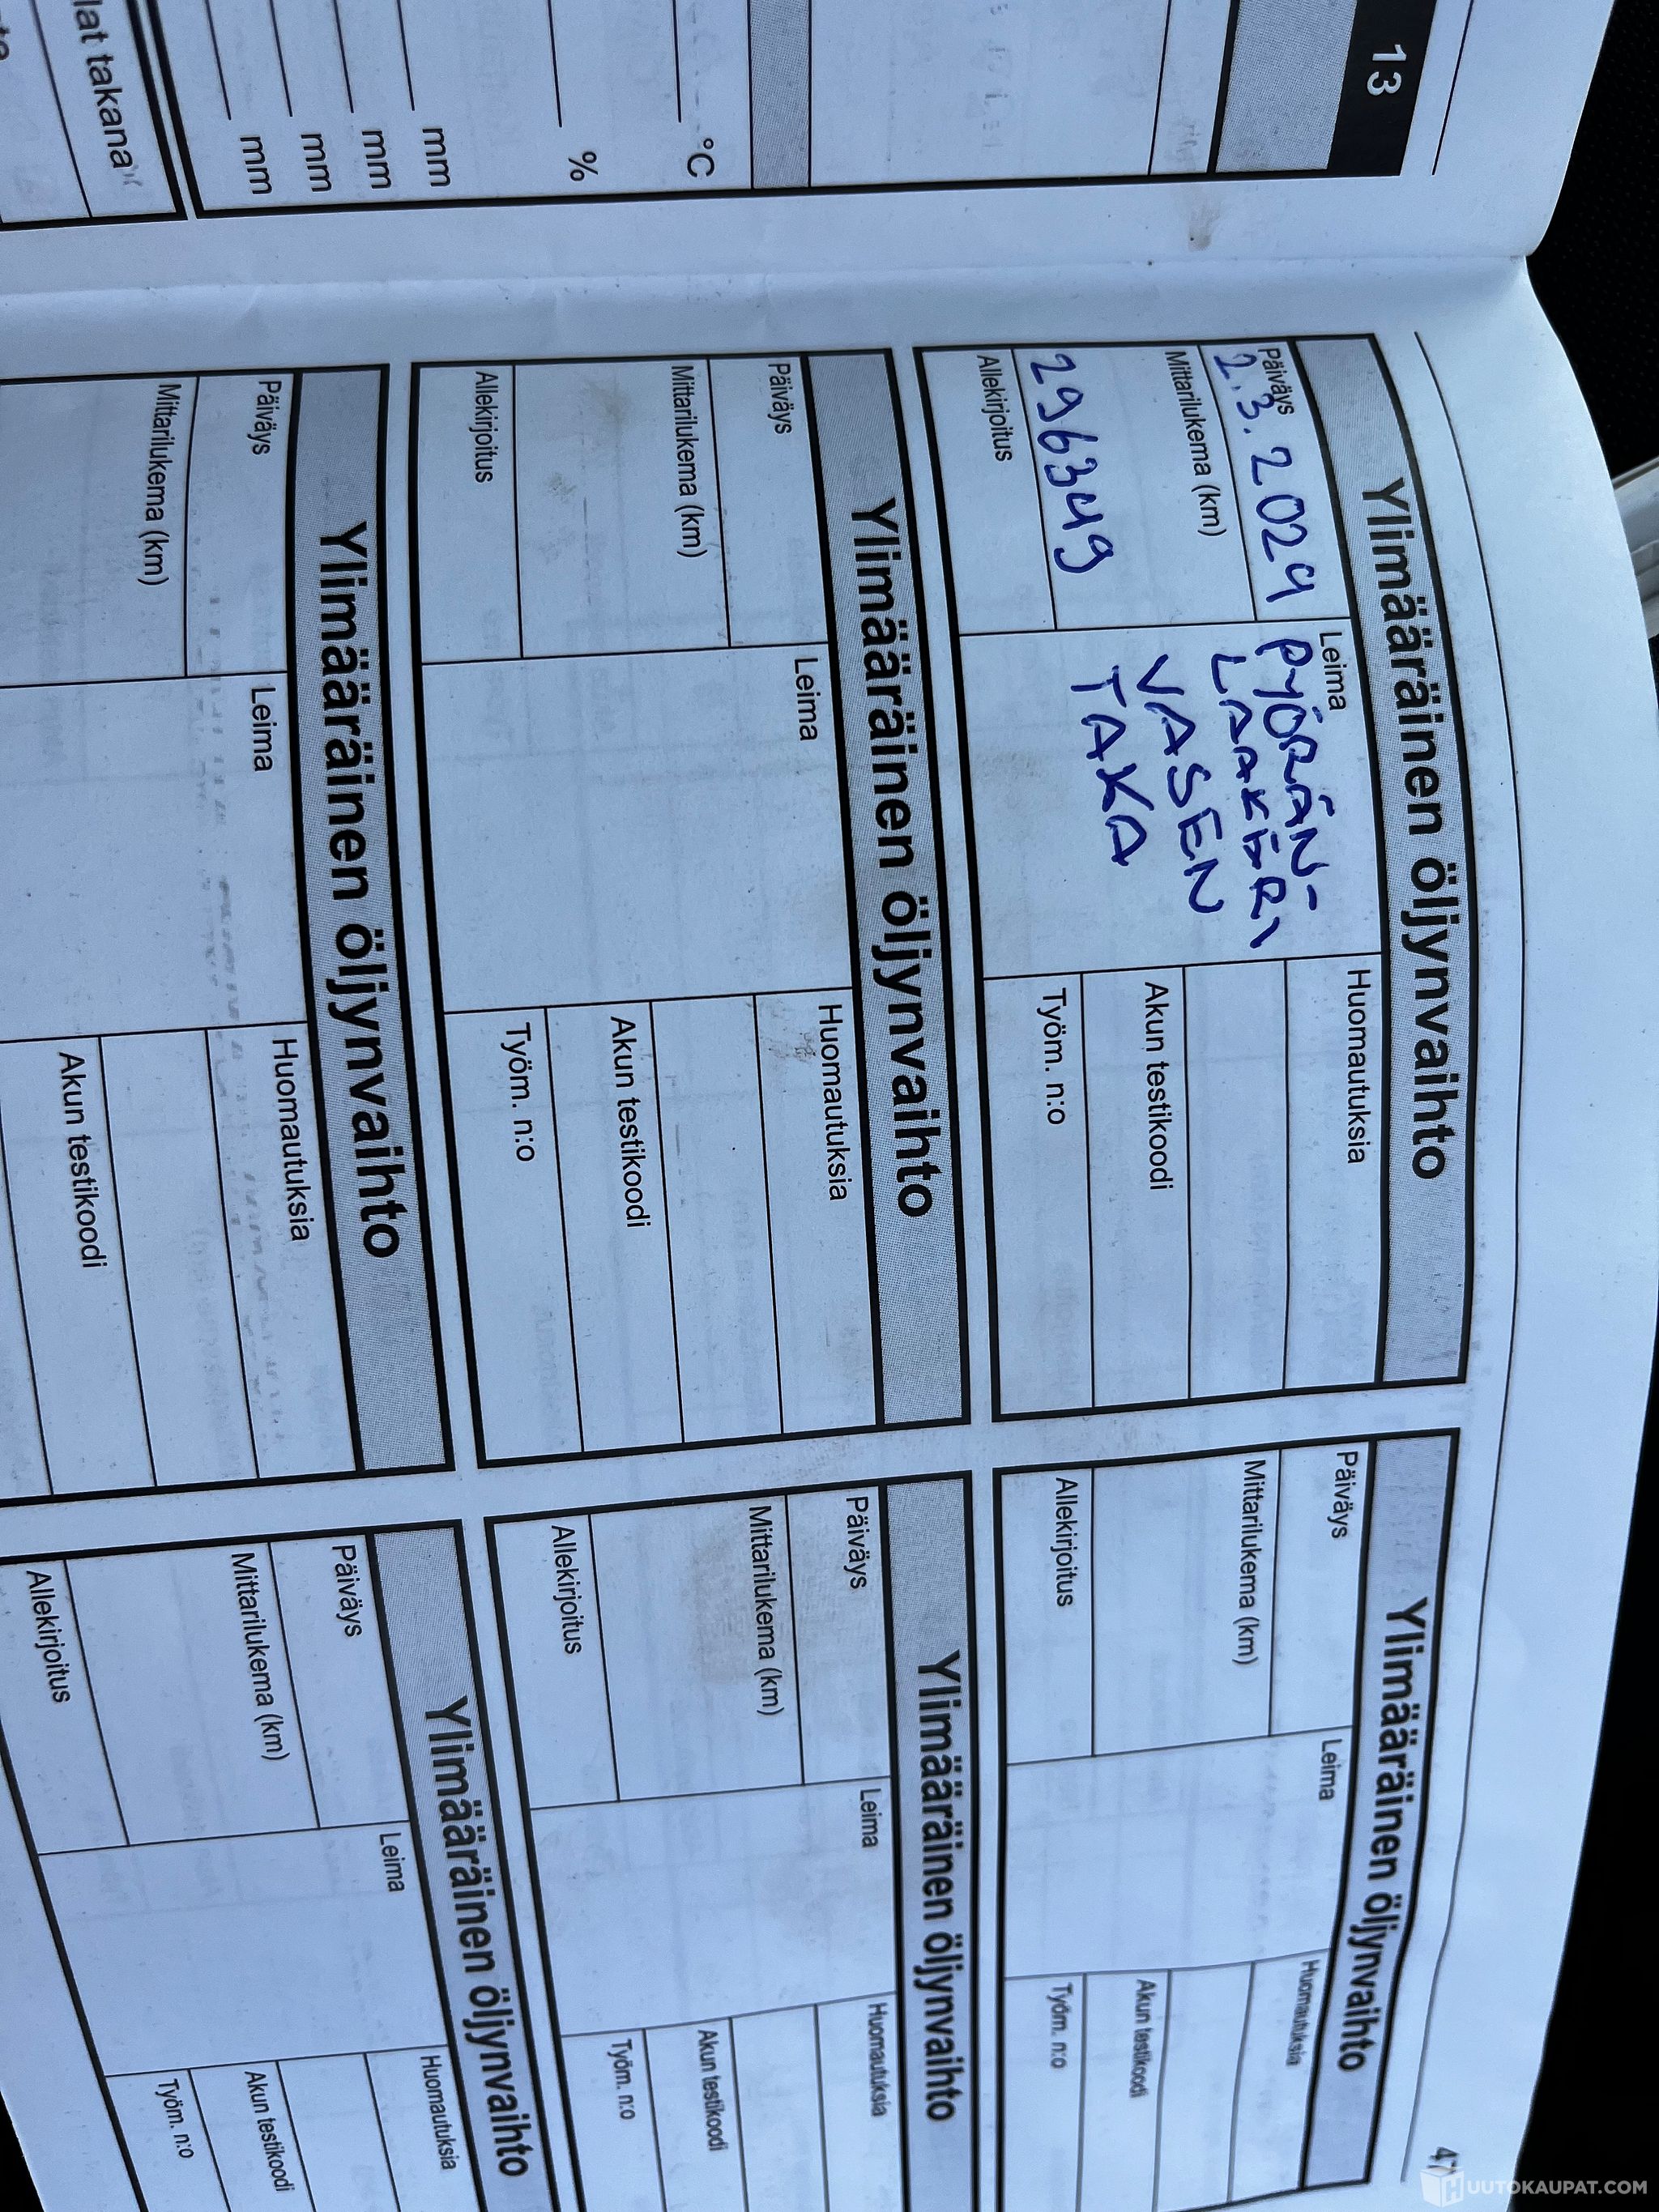 13
°C
%
mm
mm
mm
mm
lat takana
Ylimääräinen öljynvaihto
Päiväys
2.3.2024
Mittarilukema (km)
296349
Allekirjoitus
Leima
PYÖRÄN-
LAAKERI
VASEN
TAKA
Huomautuksia
Akun testikoodi
Työm. n:o
Ylimääräinen öljynvaihto
Päiväys
Mittarilukema (km)
Allekirjoitus
Leima
Huomautuksia
Akun testikoodi
Työm. n:o
Ylimääräinen öljynvaihto
Päiväys
Mittarilukema (km)
Leima
Huomautuksia
Akun testikoodi
Ylimääräinen öljynvaihto
Päiväys
Mittarilukema (km)
Allekirjoitus
Leima
Huomautuksia
Akun testikoodi
Työm. n:o
Ylimääräinen öljynvaihto
Päiväys
Mittarilukema (km)
Allekirjoitus
Leima
Huomautuksia
Akun testikoodi
Työm. n:o
Ylimääräinen öljynvaihto
Päiväys
Mittarilukema (km)
Allekirjoitus
Leima
Huomautuksia
Akun testikoodi
Työm. n:o
HUUTOKAUPAT.COM